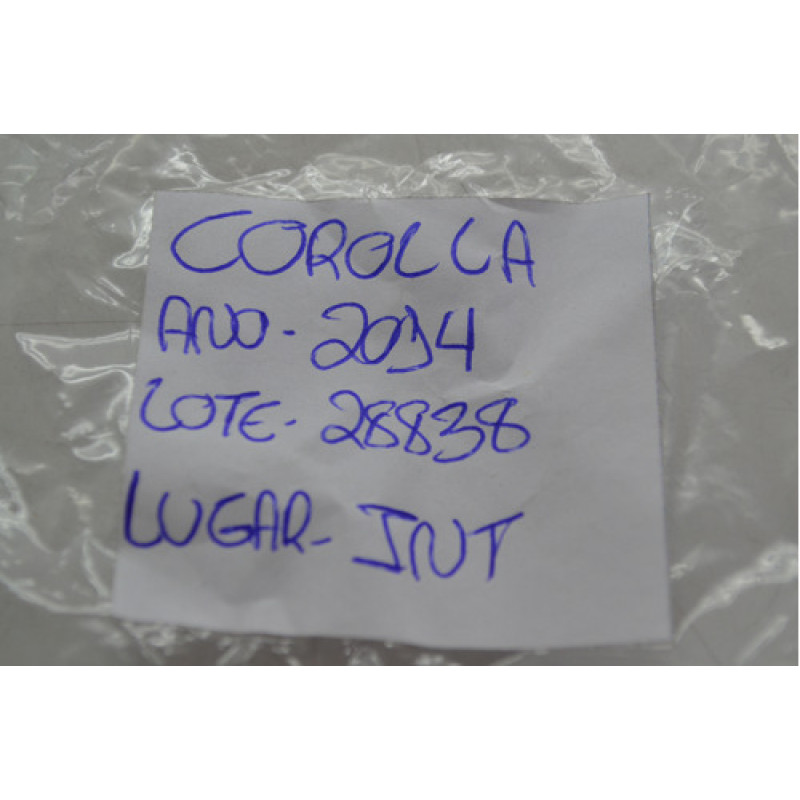 COROLLA
ANO- 2014
LOTE- 28838
LUGAR- INT